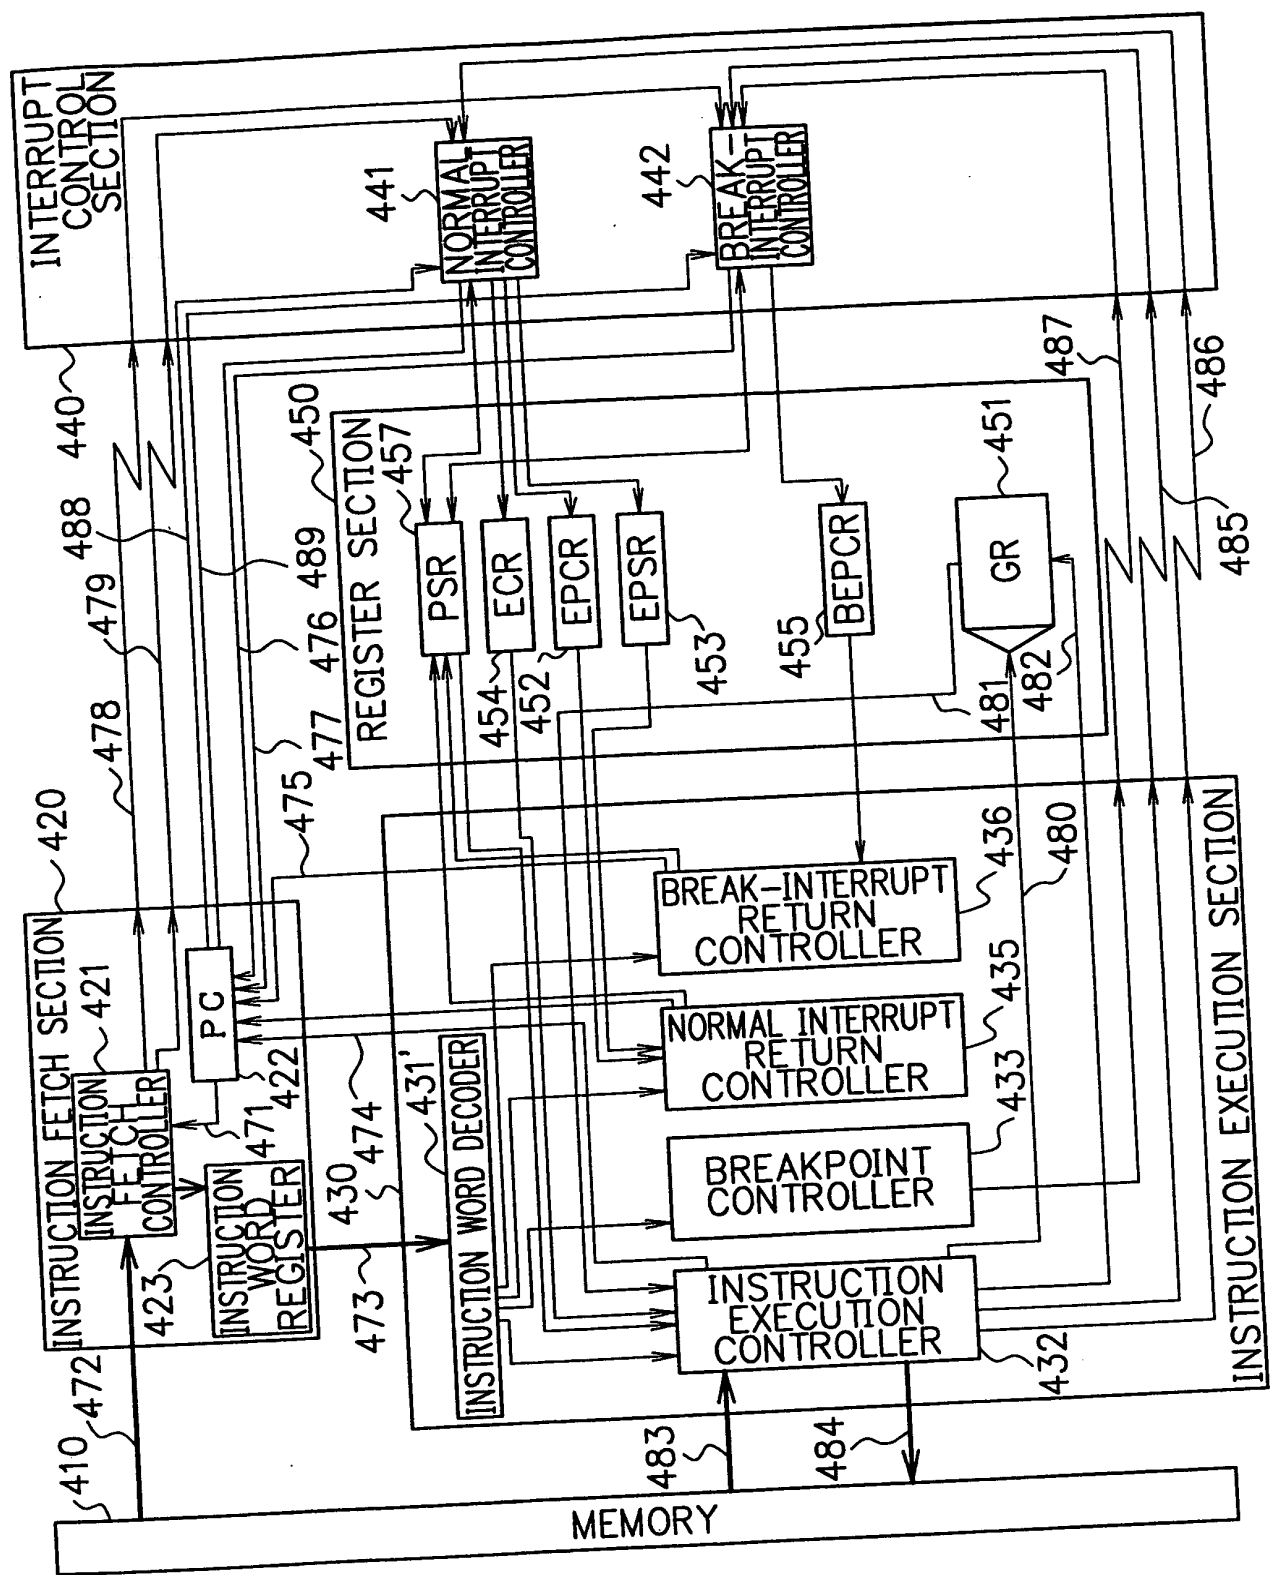 INTERRUPT
CONTROL
SECTION
440
441
NORMAL
INTERRUPT
CONTROLLER
442
BREAK-
INTERRUPT
CONTROLLER
478
479
488
489
476
477
475
450
REGISTER SECTION
457
PSR
454
ECR
452
EPCR
453
EPSR
455
BEPCR
451
GR
481
482
487
485
486
420
INSTRUCTION FETCH SECTION
421
INSTRUCTION
FETCH
CONTROLLER
PC
422
471
423
INSTRUCTION
WORD
REGISTER
473
430
474
431'
INSTRUCTION WORD DECODER
BREAK-INTERRUPT
RETURN
CONTROLLER
436
NORMAL INTERRUPT
RETURN
CONTROLLER
435
BREAKPOINT
CONTROLLER
433
INSTRUCTION
EXECUTION
CONTROLLER
432
480
INSTRUCTION EXECUTION SECTION
410
472
483
484
MEMORY